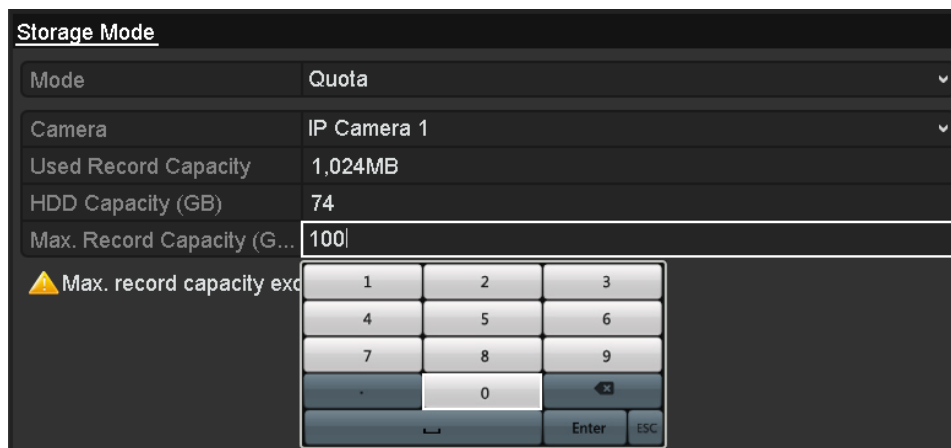 Storage Mode
Mode Quota
Camera IP Camera 1
Used Record Capacity 1,024MB
HDD Capacity (GB) 74
Max. Record Capacity (G... 100
Max. record capacity
1 2 3
4 5 6
7 8 9
. 0
Enter ESC